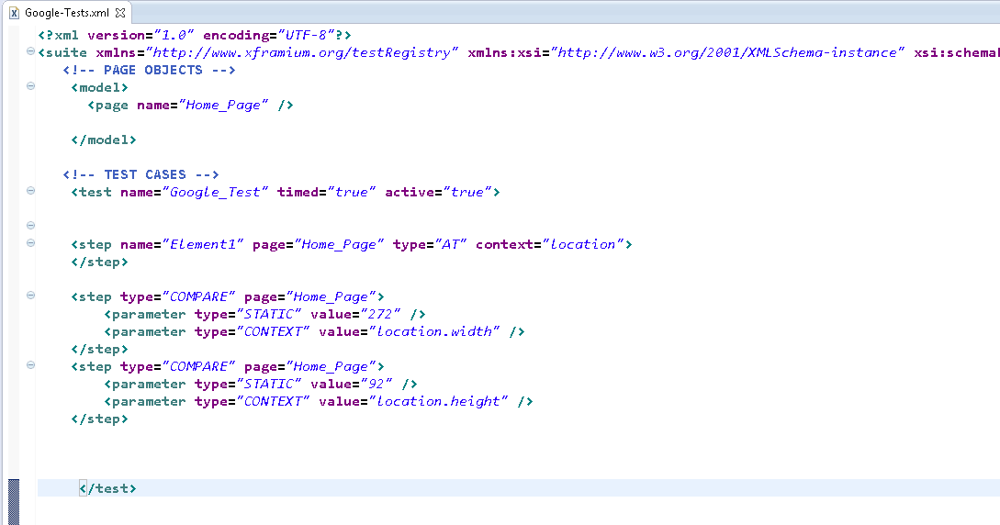 Google-Tests.xml
<?xml version="1.0" encoding="UTF-8"?>
<suite xmlns="http://www.xframium.org/testRegistry" xmlns:xsi="http://www.w3.org/2001/XMLSchema-instance" xsi:schemal
<!-- PAGE OBJECTS -->
<model>
<page name="Home_Page" />
</model>
<!-- TEST CASES -->
<test name="Google_Test" timed="true" active="true">
<step name="Element1" page="Home_Page" type="AT" context="location">
</step>
<step type="COMPARE" page="Home_Page">
<parameter type="STATIC" value="272" />
<parameter type="CONTEXT" value="location.width" />
</step>
<step type="COMPARE" page="Home_Page">
<parameter type="STATIC" value="92" />
<parameter type="CONTEXT" value="location.height" />
</step>
</test>